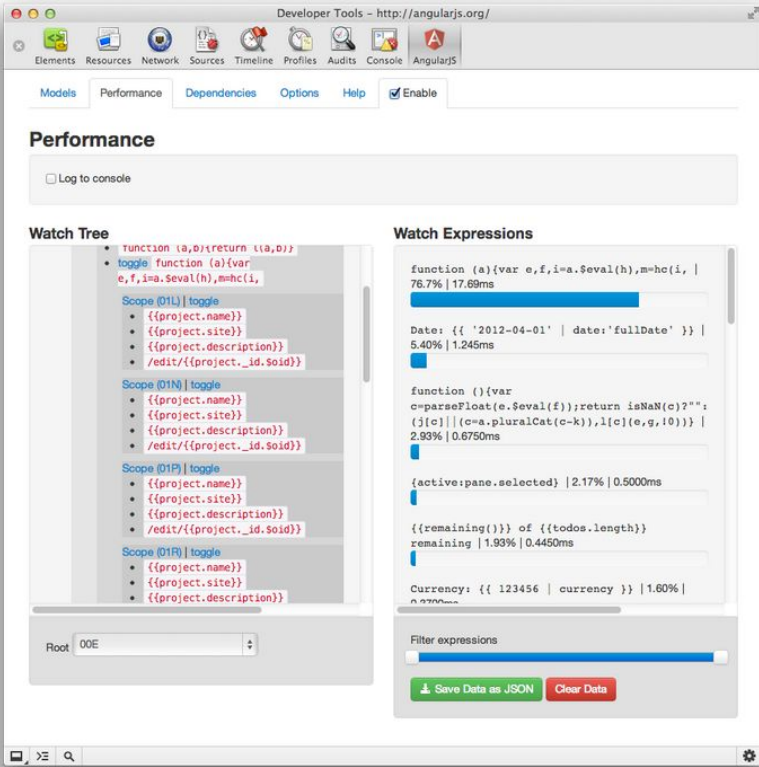 Developer Tools - http://angularjs.org/
Elements Resources Network Sources Timeline Profiles Audits Console AngularJS
Models Performance Dependencies Options Help Enable
Performance
Log to console
Watch Tree
function (a,b){return l(a,b)}
toggle function (a){var
e,f,i=a.$eval(h),m=hc(i,
Scope (01L) | toggle
{{project.name}}
{{project.site}}
{{project.description}}
/edit/{{project._id.$oid}}
Scope (01N) | toggle
{{project.name}}
{{project.site}}
{{project.description}}
/edit/{{project._id.$oid}}
Scope (01P) | toggle
{{project.name}}
{{project.site}}
{{project.description}}
/edit/{{project._id.$oid}}
Scope (01R) | toggle
{{project.name}}
{{project.site}}
{{project.description}}
Root 00E
Watch Expressions
function (a){var e,f,i=a.$eval(h),m=hc(i, |
76.7% | 17.69ms
Date: {{ '2012-04-01' | date:'fullDate' }} |
5.40% | 1.245ms
function (){var
c=parseFloat(e.$eval(f));return isNaN(c)?"":
(j[c]||(c=a.pluralCat(c-k)),l[c](e,g,!0))} |
2.93% | 0.6750ms
{active:pane.selected} | 2.17% | 0.5000ms
{{remaining()}} of {{todos.length}}
remaining | 1.93% | 0.4450ms
Currency: {{ 123456 | currency }} | 1.60% |
0.3700ms
Filter expressions
Save Data as JSON Clear Data